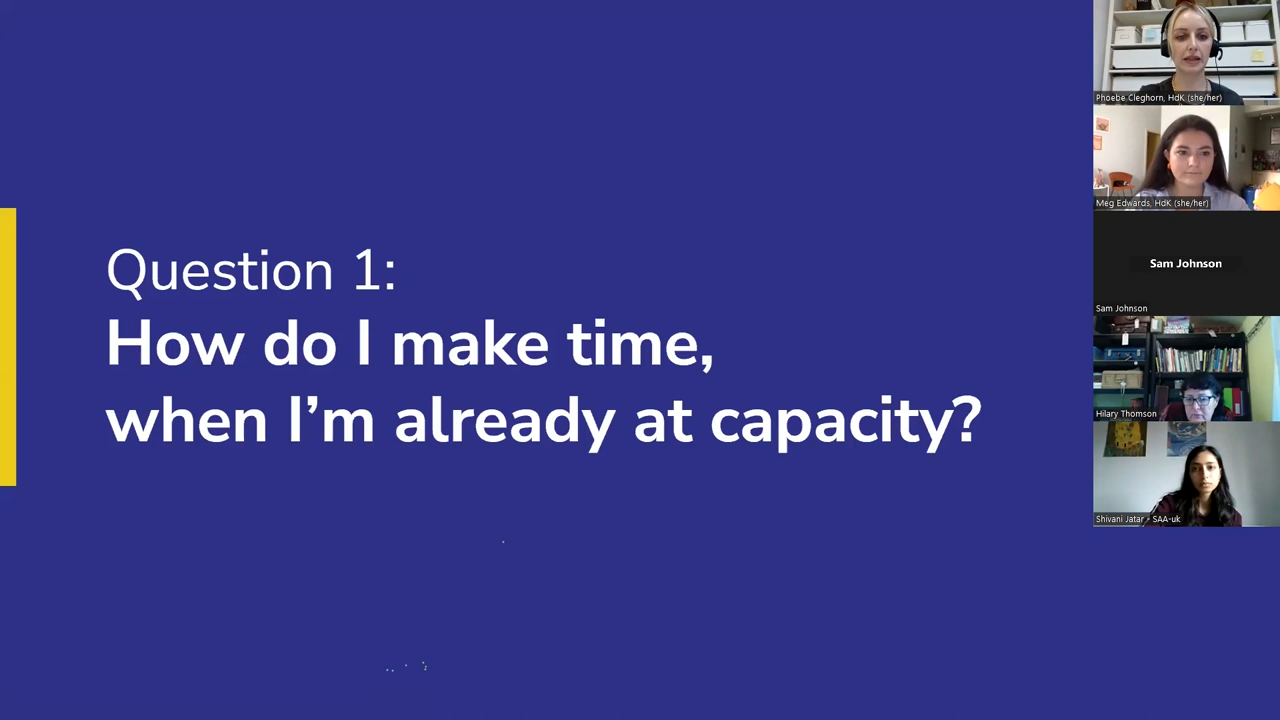 Question 1:
How do I make time,
when I'm already at capacity?
Phoebe Cleghorn, HdK (she/her)
Meg Edwards, HdK (she/her)
Sam Johnson
Sam Johnson
Hilary Thomson
Shivani Jatar - SAA-uk